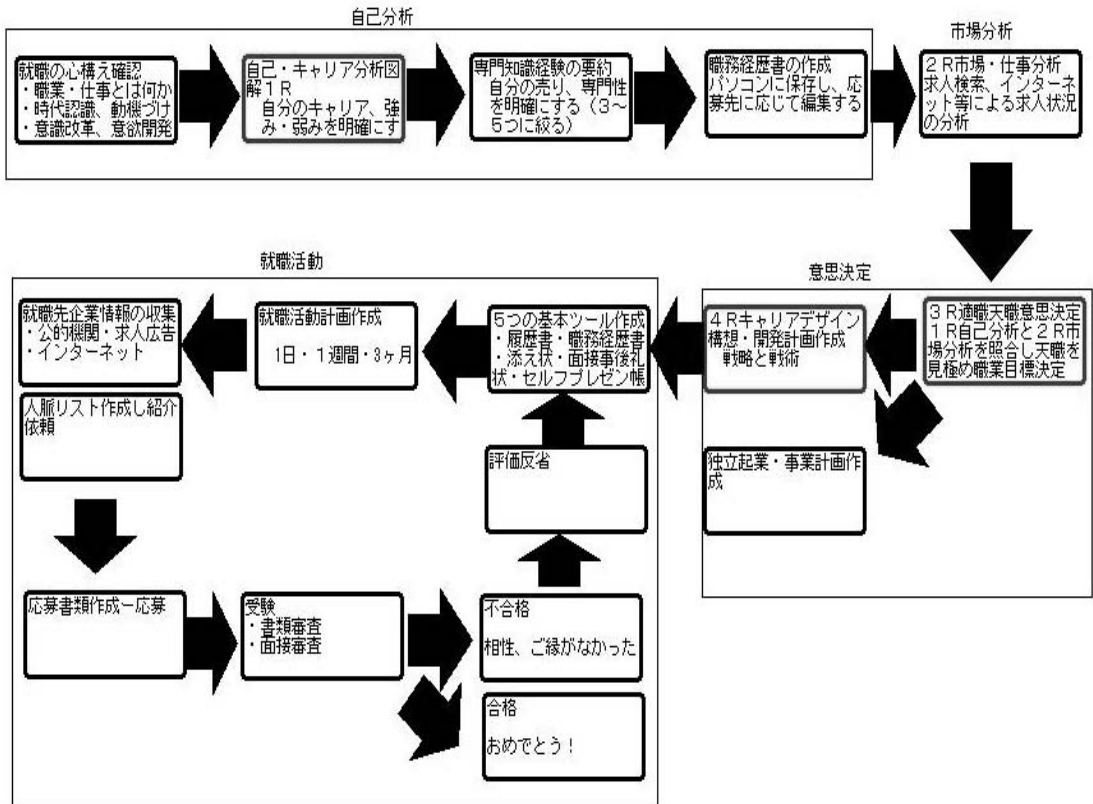 自己分析
就職の心構え確認
・職業・仕事とは何か
・時代認識、動機づけ
・意識改革、意欲開発
自己・キャリア分析図
解１Ｒ
自分のキャリア、強
み・弱みを明確にす
専門知識経験の要約
自分の売り、専門性
を明確にする（３～
５つに絞る）
職務経歴書の作成
パソコンに保存し、応
募先に応じて編集する
市場分析
２Ｒ市場・仕事分析
求人検索、インターネ
ット等による求人状況
の分析
意思決定
３Ｒ適職天職意思決定
１Ｒ自己分析と２Ｒ市
場分析を照合し天職を
見極め職業目標決定
４Ｒキャリアデザイン
構想・開発計画作成
戦略と戦術
独立起業・事業計画作
成
就職活動
５つの基本ツール作成
・履歴書・職務経歴書
・添え状・面接事後礼
状・セルフプレゼン帳
就職活動計画作成
1日・１週間・3ヶ月
就職先企業情報の収集
・公的機関・求人広告
・インターネット
人脈リスト作成し紹介
依頼
応募書類作成ー応募
受験
・書類審査
・面接審査
不合格
相性、ご縁がなかった
合格
おめでとう！
評価反省